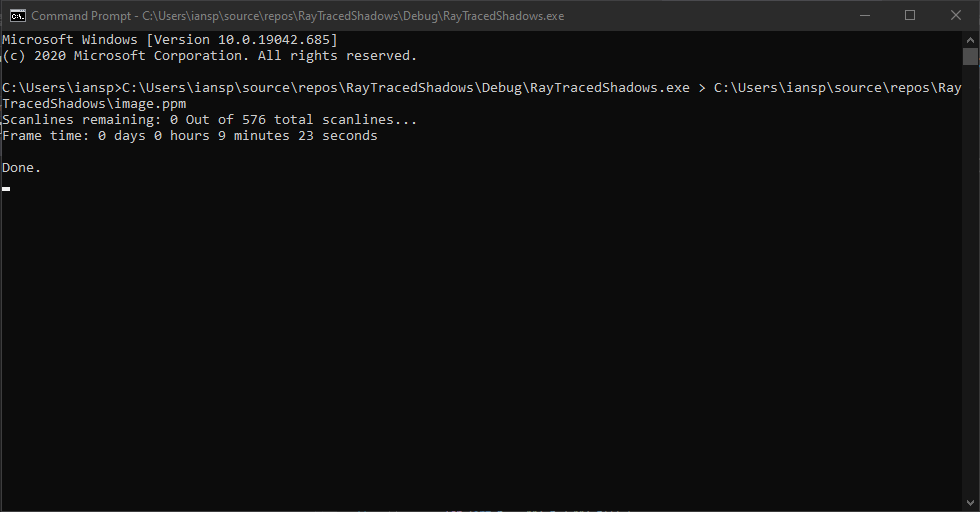 Command Prompt - C:\Users\iansp\source\repos\RayTracedShadows\Debug\RayTracedShadows.exe
Microsoft Windows [Version 10.0.19042.685]
(c) 2020 Microsoft Corporation. All rights reserved.
C:\Users\iansp>C:\Users\iansp\source\repos\RayTracedShadows\Debug\RayTracedShadows.exe > C:\Users\iansp\source\repos\Ray
TracedShadows\image.ppm
Scanlines remaining: 0 Out of 576 total scanlines...
Frame time: 0 days 0 hours 9 minutes 23 seconds
Done.